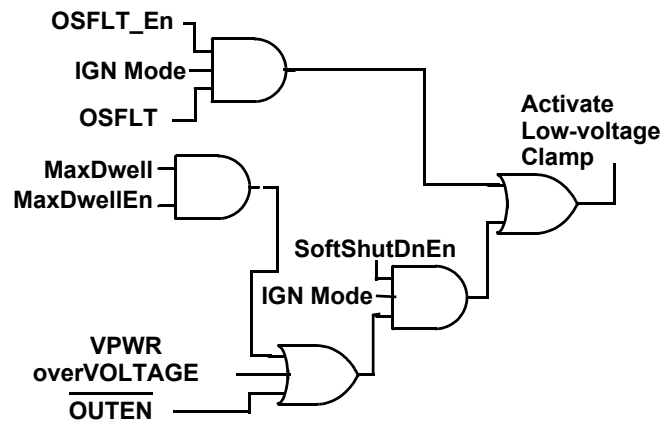 OSFLT_En
IGN Mode
OSFLT
Activate
Low-voltage
Clamp
MaxDwell
MaxDwellEn
SoftShutDnEn
IGN Mode
VPWR
overVOLTAGE
OUTEN